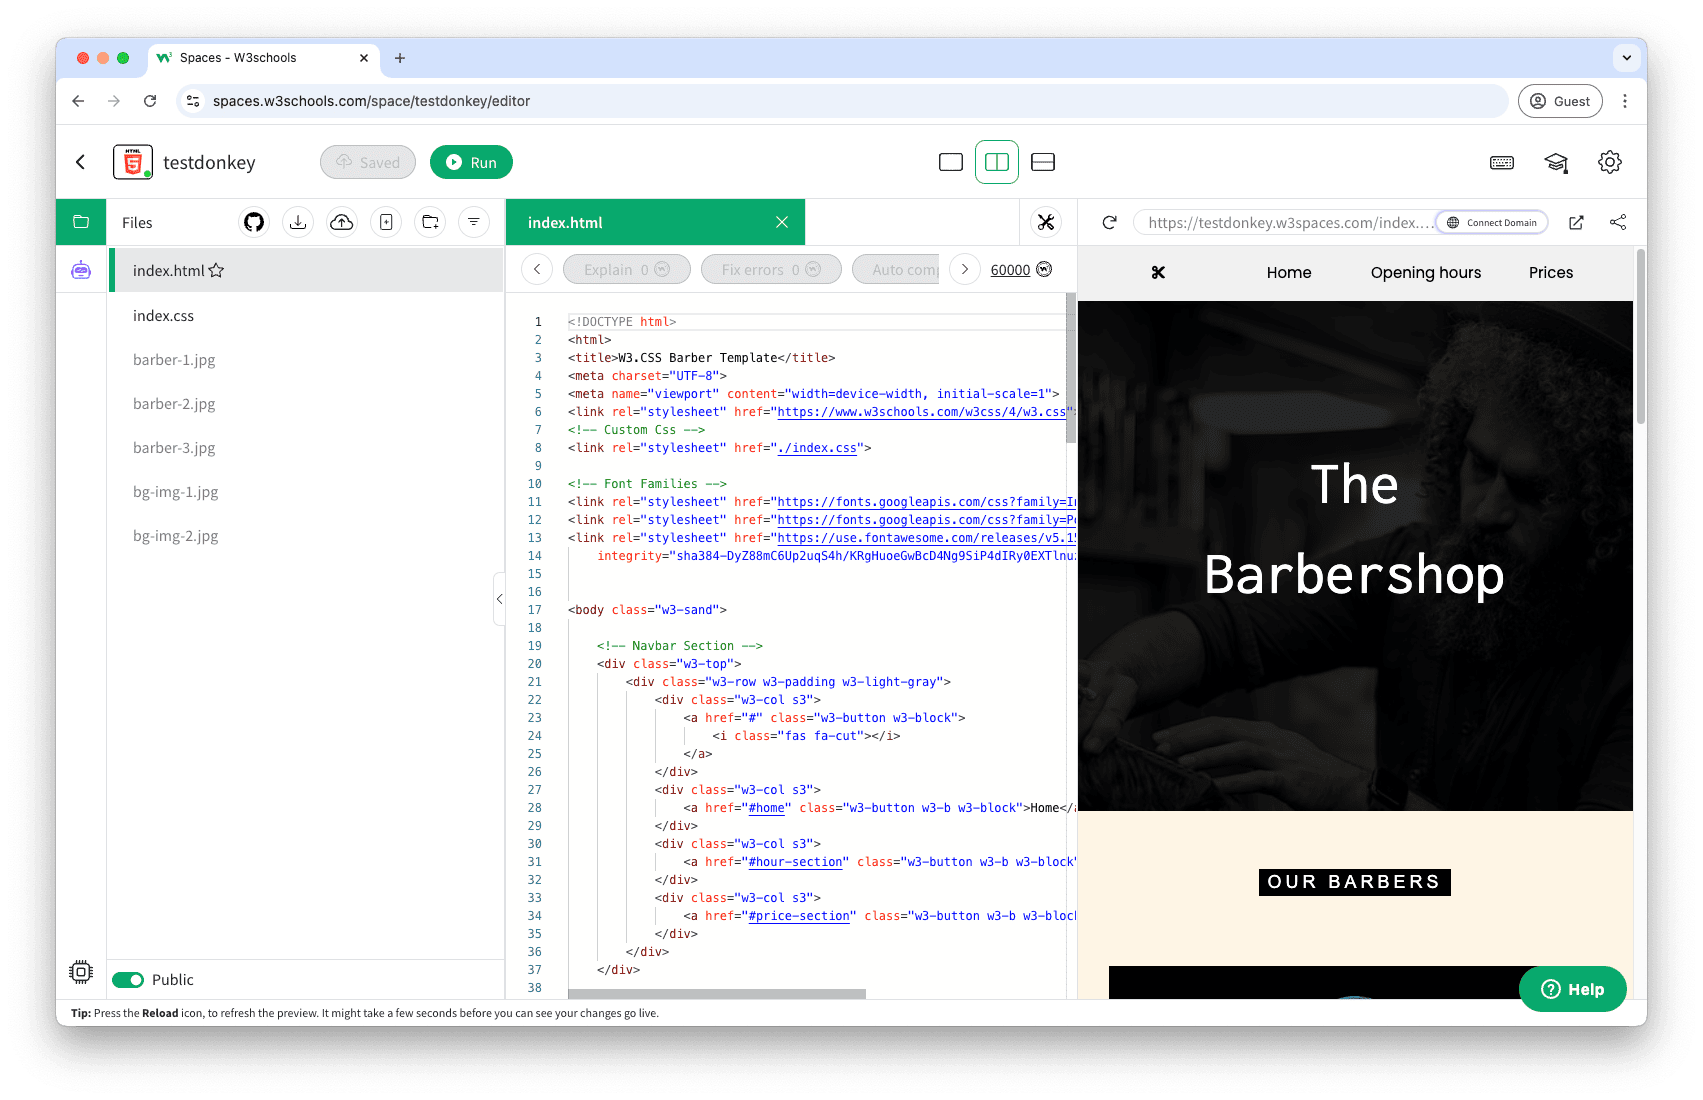 Spaces - W3schools
spaces.w3schools.com/space/testdonkey/editor
Guest
HTML
5
testdonkey
Saved
Run
Files
index.html
https://testdonkey.w3spaces.com/index....
Connect Domain
index.html
index.css
barber-1.jpg
barber-2.jpg
barber-3.jpg
bg-img-1.jpg
bg-img-2.jpg
Public
Explain 0
Fix errors 0
Auto comp
60000
1 <!DOCTYPE html>
2 <html>
3 <title>W3.CSS Barber Template</title>
4 <meta charset="UTF-8">
5 <meta name="viewport" content="width=device-width, initial-scale=1">
6 <link rel="stylesheet" href="https://www.w3schools.com/w3css/4/w3.css">
7 <!-- Custom Css -->
8 <link rel="stylesheet" href="./index.css">
9
10 <!-- Font Families -->
11 <link rel="stylesheet" href="https://fonts.googleapis.com/css?family=I
12 <link rel="stylesheet" href="https://fonts.googleapis.com/css?family=P
13 <link rel="stylesheet" href="https://use.fontawesome.com/releases/v5.15
14 integrity="sha384-DyZ88mC6Up2uqS4h/KRgHuoeGwBcD4Ng9SiP4dIRy0EXTlnu
15
16
17 <body class="w3-sand">
18
19 <!-- Navbar Section -->
20 <div class="w3-top">
21 <div class="w3-row w3-padding w3-light-gray">
22 <div class="w3-col s3">
23 <a href="#" class="w3-button w3-block">
24 <i class="fas fa-cut"></i>
25 </a>
26 </div>
27 <div class="w3-col s3">
28 <a href="#home" class="w3-button w3-b w3-block">Home</a
29 </div>
30 <div class="w3-col s3">
31 <a href="#hour-section" class="w3-button w3-b w3-block"
32 </div>
33 <div class="w3-col s3">
34 <a href="#price-section" class="w3-button w3-b w3-bloc
35 </div>
36 </div>
37 </div>
38
Home
Opening hours
Prices
The
Barbershop
OUR BARBERS
Help
Tip: Press the Reload icon, to refresh the preview. It might take a few seconds before you can see your changes go live.